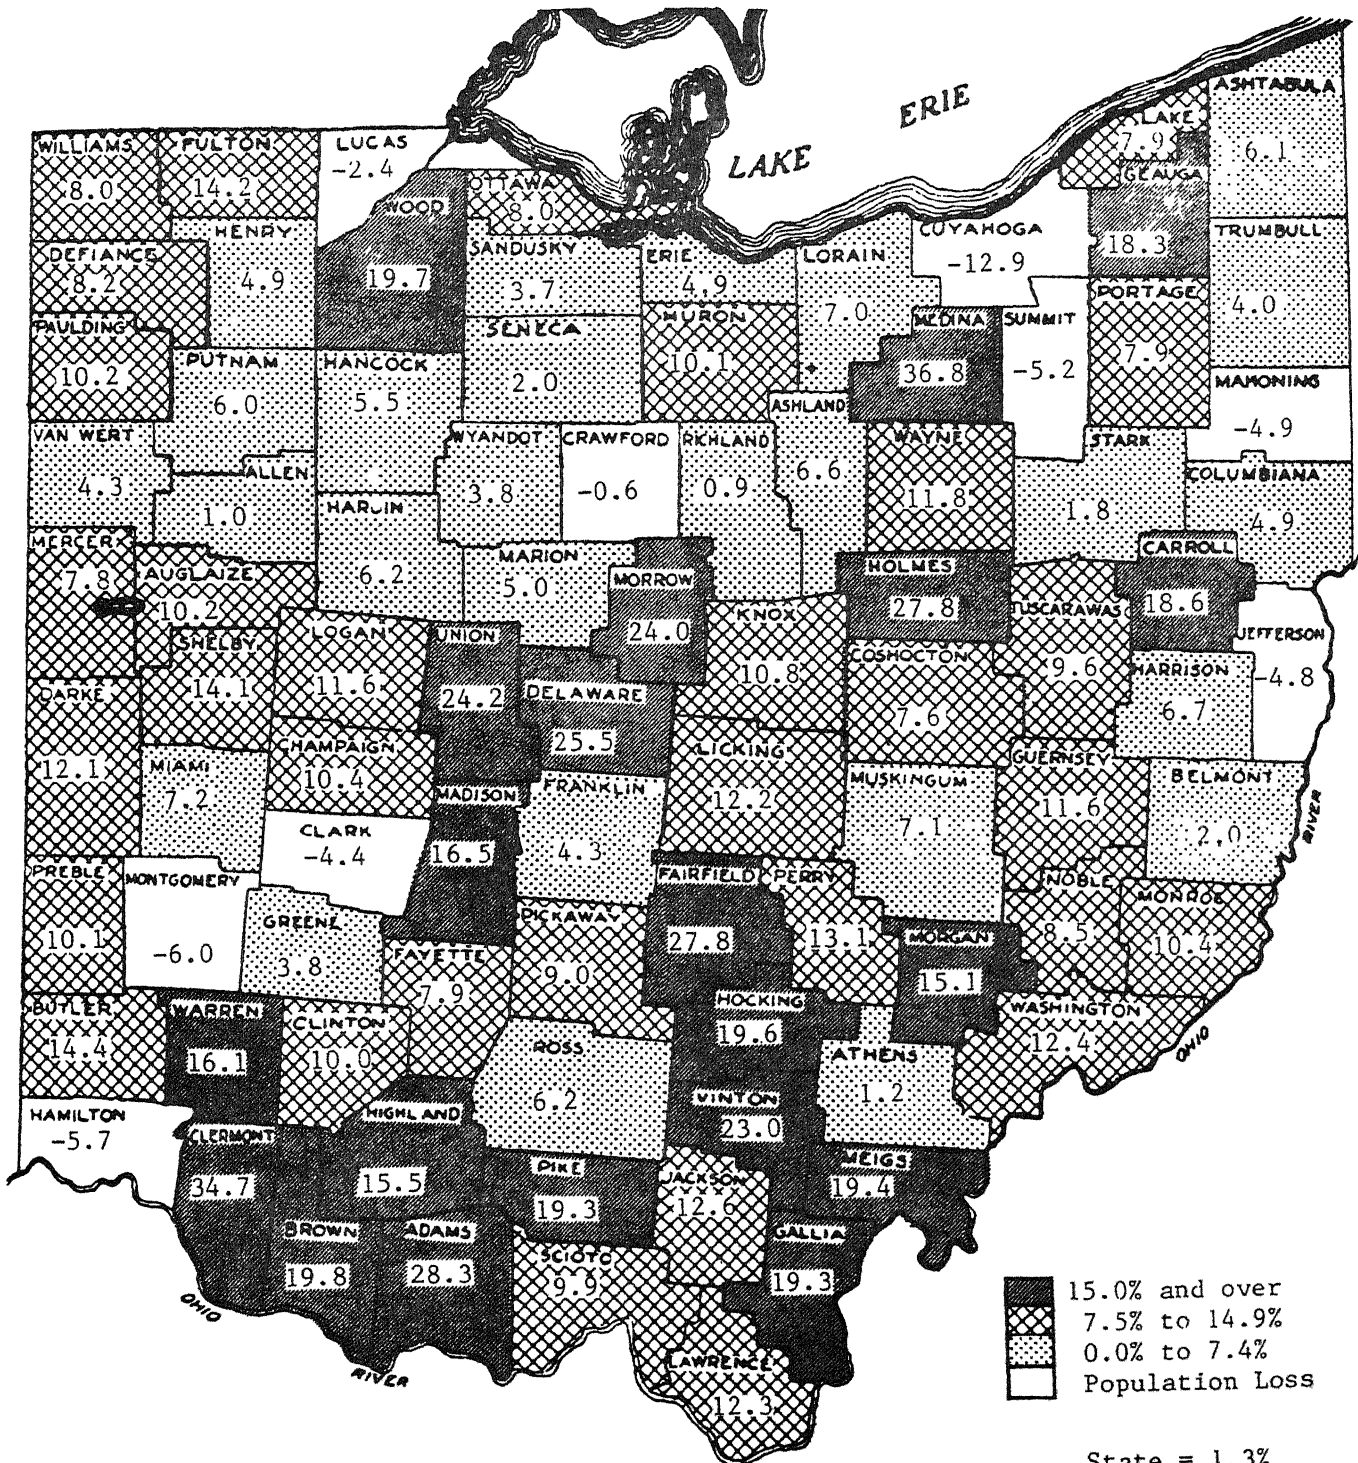 ERIE
LAKE
ASHTABULA
6.1
LAKE
7.9
GEAUGA
18.3
WILLIAMS
8.0
FULTON
14.2
LUCAS
-2.4
OTTAWA
8.0
WOOD
19.7
HENRY
4.9
SANDUSKY
3.7
ERIE
4.9
LORAIN
7.0
CUYAHOGA
-12.9
TRUMBULL
4.0
DEFIANCE
8.2
PAULDING
10.2
PUTNAM
6.0
HANCOCK
5.5
SENECA
2.0
HURON
10.1
MEDINA
36.8
SUMMIT
-5.2
PORTAGE
7.9
MAHONING
-4.9
VAN WERT
4.3
ALLEN
1.0
HARDIN
6.2
WYANDOT
3.8
CRAWFORD
-0.6
RICHLAND
0.9
ASHLAND
6.6
WAYNE
11.8
STARK
1.8
COLUMBIANA
4.9
MERCER
7.8
AUGLAIZE
10.2
MARION
5.0
MORROW
24.0
HOLMES
27.8
TUSCARAWAS
9.6
CARROLL
18.6
JEFFERSON
-4.8
SHELBY
14.1
LOGAN
11.6
UNION
24.2
DELAWARE
25.5
KNOX
10.8
COSHOCTON
7.6
HARRISON
6.7
DARKE
12.1
MIAMI
7.2
CHAMPAIGN
10.4
MADISON
16.5
FRANKLIN
4.3
LICKING
12.2
MUSKINGUM
7.1
GUERNSEY
11.6
BELMONT
2.0
RIVER
CLARK
-4.4
PREBLE
10.1
MONTGOMERY
-6.0
GREENE
3.8
FAYETTE
7.9
PICKAWAY
9.0
FAIRFIELD
27.8
PERRY
13.1
MORGAN
15.1
NOBLE
8.5
MONROE
10.4
BUTLER
14.4
WARREN
16.1
CLINTON
10.0
ROSS
6.2
HOCKING
19.6
ATHENS
1.2
WASHINGTON
12.4
OHIO
HAMILTON
-5.7
CLERMONT
34.7
HIGHLAND
15.5
VINTON
23.0
MEIGS
19.4
PIKE
19.3
JACKSON
12.6
BROWN
19.8
ADAMS
28.3
SCIOTO
9.9
GALLIA
19.3
LAWRENCE
12.3
OHIO
RIVER
15.0% and over
7.5% to 14.9%
0.0% to 7.4%
Population Loss
State = 1.3%